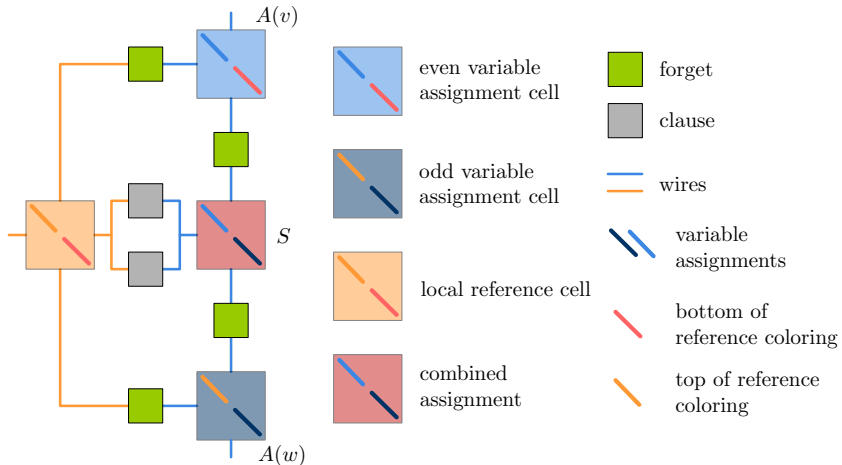 A(v)
S
A(w)
even variable
assignment cell
odd variable
assignment cell
local reference cell
combined
assignment
forget
clause
wires
variable
assignments
bottom of
reference coloring
top of reference
coloring